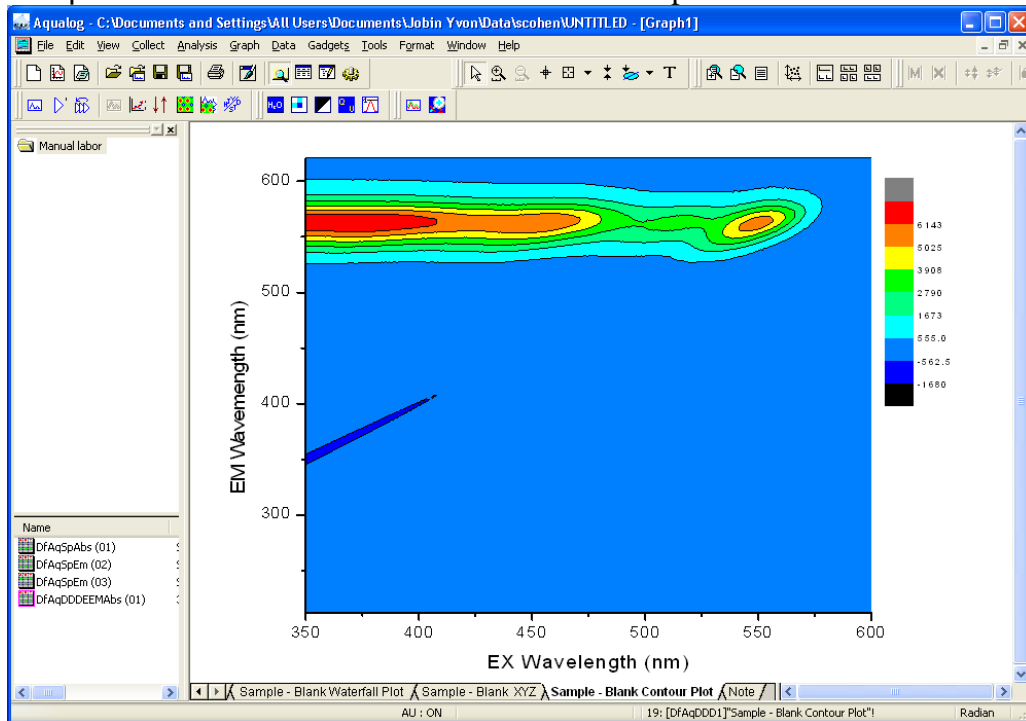 Aqualog - C:\Documents and Settings\All Users\Documents\Jobin Yvon\Data\scohen\UNTITLED - [Graph1]
File Edit View Collect Analysis Graph Data Gadgets Tools Format Window Help
Manual labor
600
500
400
300
EM Wavemength (nm)
350 400 450 500 550 600
EX Wavelength (nm)
6143
5025
3908
2790
1673
555.0
-562.5
-1680
Name
DfAqSpAbs (01)
DfAqSpEm (02)
DfAqSpEm (03)
DfAqDDDEEMAbs (01)
Sample - Blank Waterfall Plot Sample - Blank XYZ Sample - Blank Contour Plot Note
AU : ON 19: [DfAqDDD1]"Sample - Blank Contour Plot"! Radian